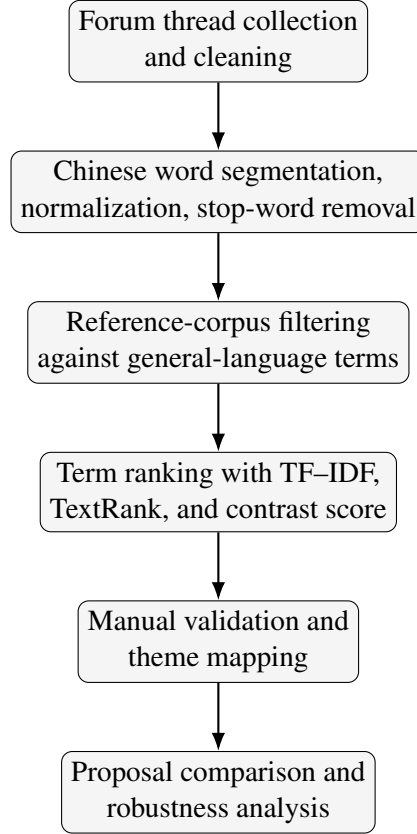 Forum thread collection
and cleaning
Chinese word segmentation,
normalization, stop-word removal
Reference-corpus filtering
against general-language terms
Term ranking with TF–IDF,
TextRank, and contrast score
Manual validation and
theme mapping
Proposal comparison and
robustness analysis